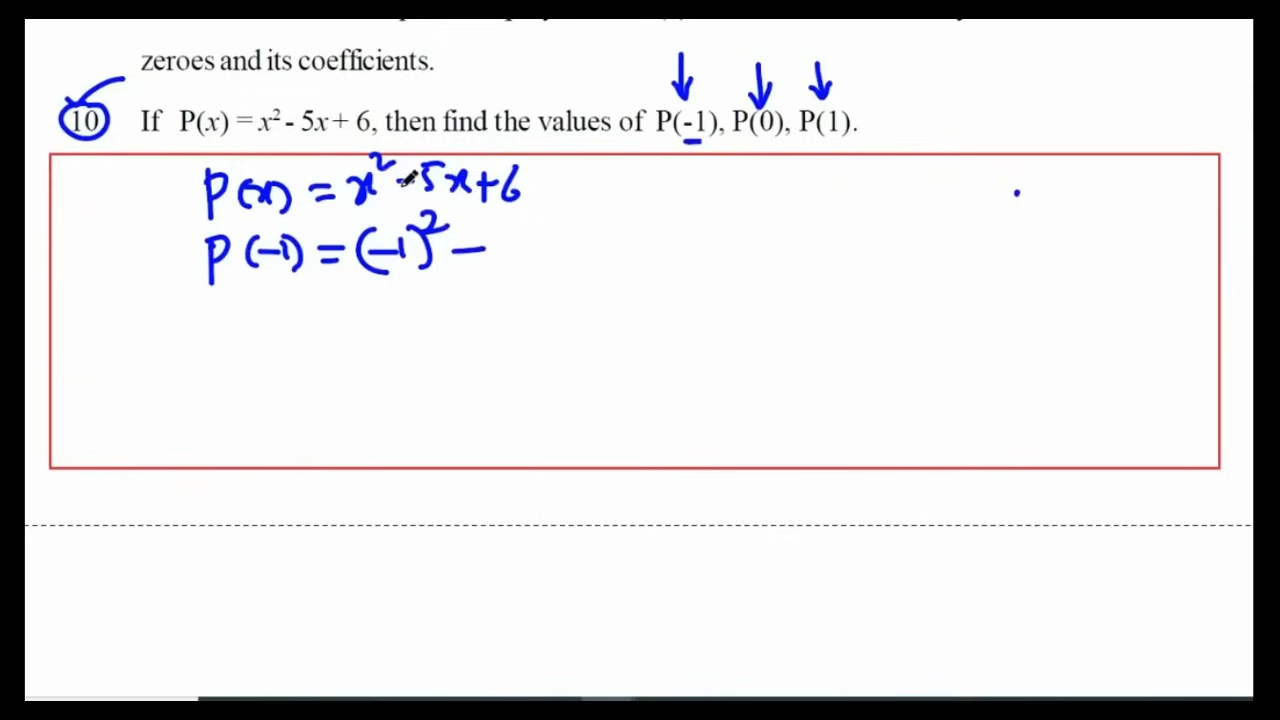 zeroes and its coefficients.
10 If P(x) = x² - 5x + 6, then find the values of P(-1), P(0), P(1).
P(x) = x² - 5x + 6
P(-1) = (-1)² -